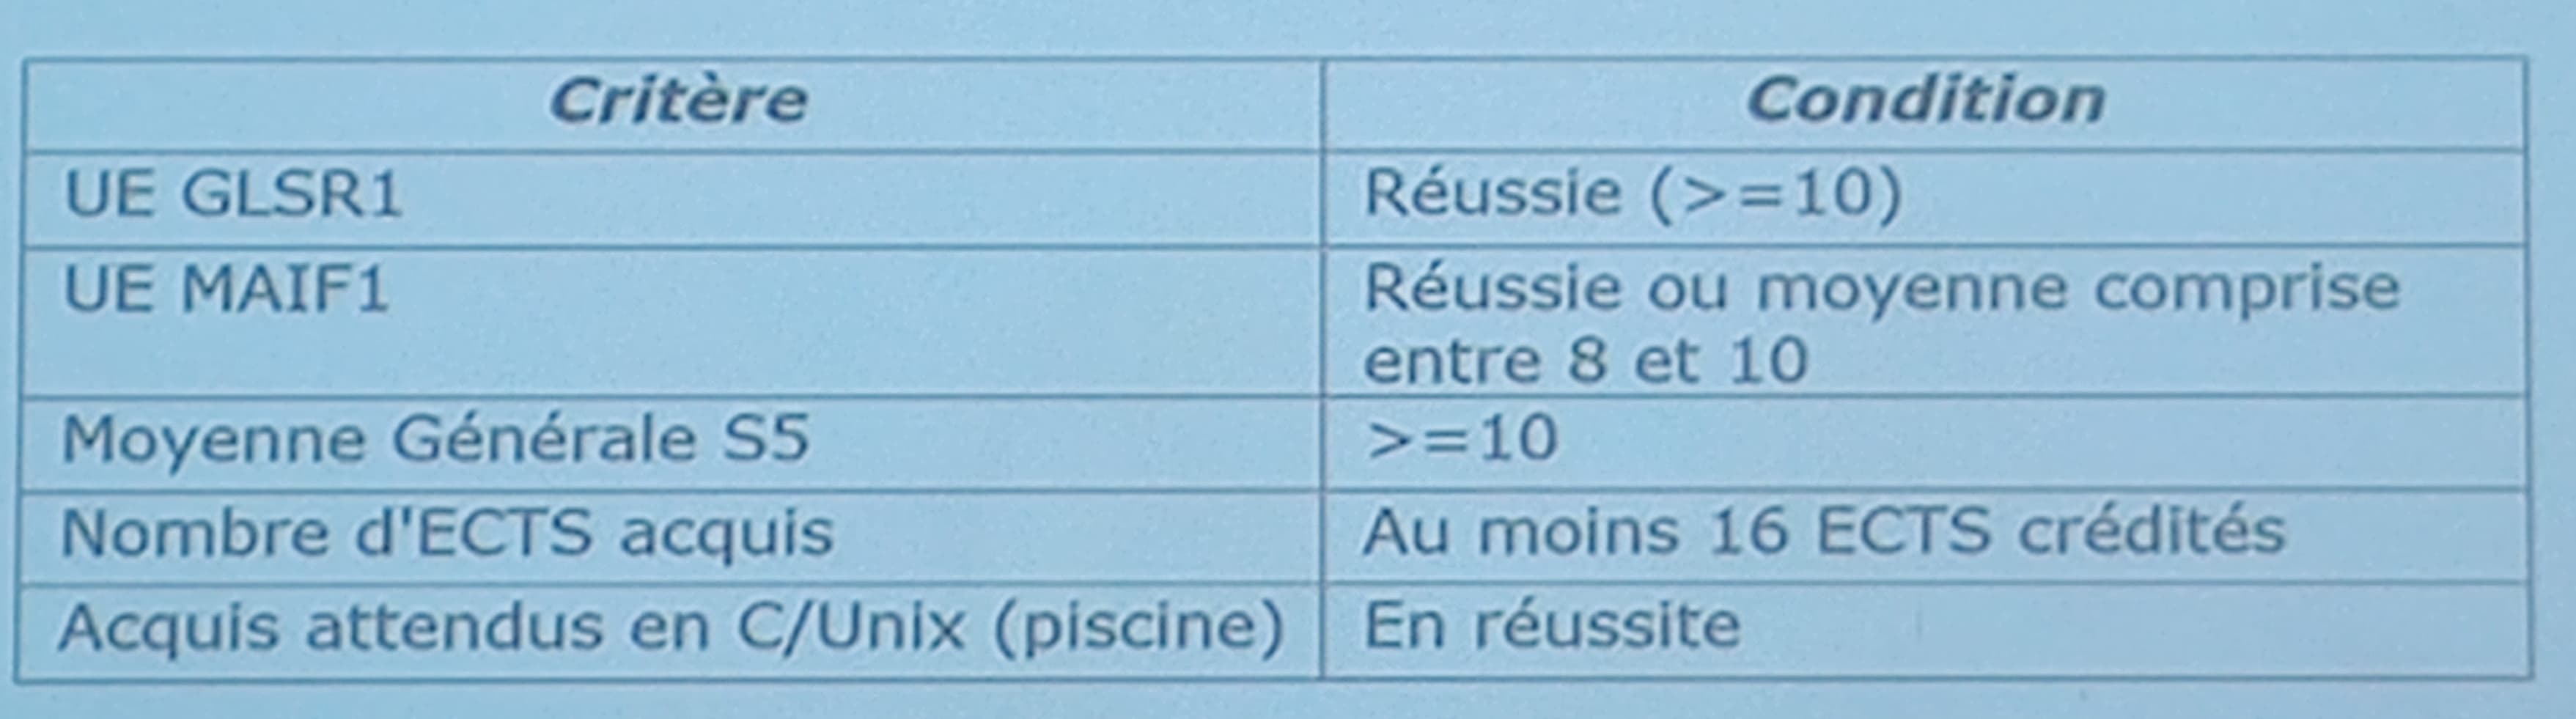 Critère Condition
UE GLSR1 Réussie (>=10)
UE MAIF1 Réussie ou moyenne comprise
entre 8 et 10
Moyenne Générale S5 >=10
Nombre d'ECTS acquis Au moins 16 ECTS crédités
Acquis attendus en C/Unix (piscine) En réussite